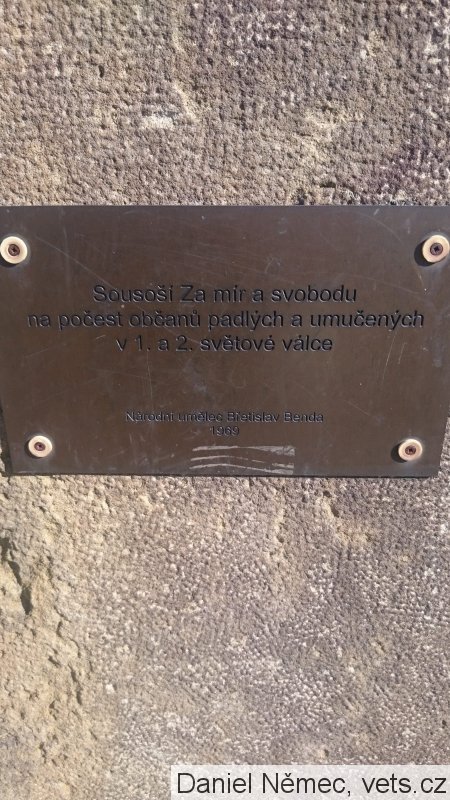 Sousoší Za mír a svobodu
na počest občanů padlých a umučených
v 1. a 2. světové válce
Národní umělec Břetislav Benda
1969
Daniel Němec, vets.cz